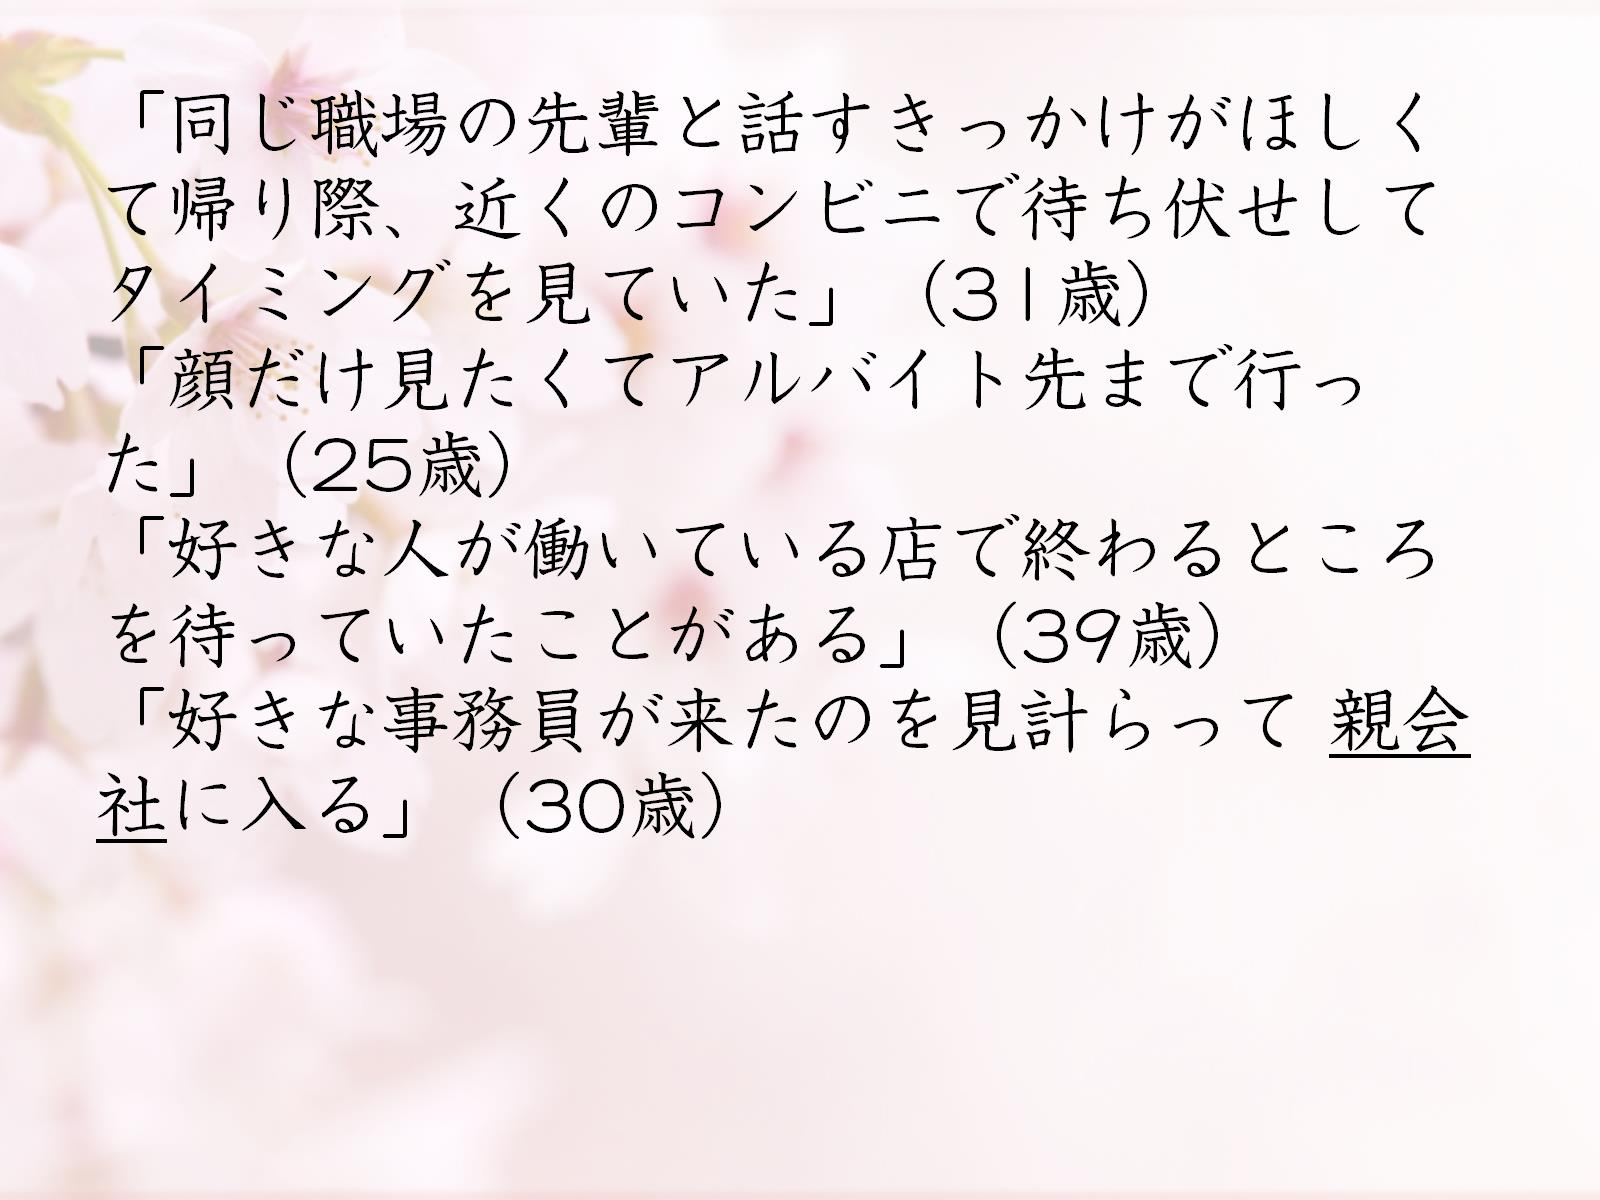 「同じ職場の先輩と話すきっかけがほしく
て帰り際、近くのコンビニで待ち伏せして
タイミングを見ていた」（31歳）
「顔だけ見たくてアルバイト先まで行っ
た」（25歳）
「好きな人が働いている店で終わるところ
を待っていたことがある」（39歳）
「好きな事務員が来たのを見計らって 親会
社に入る」（30歳）